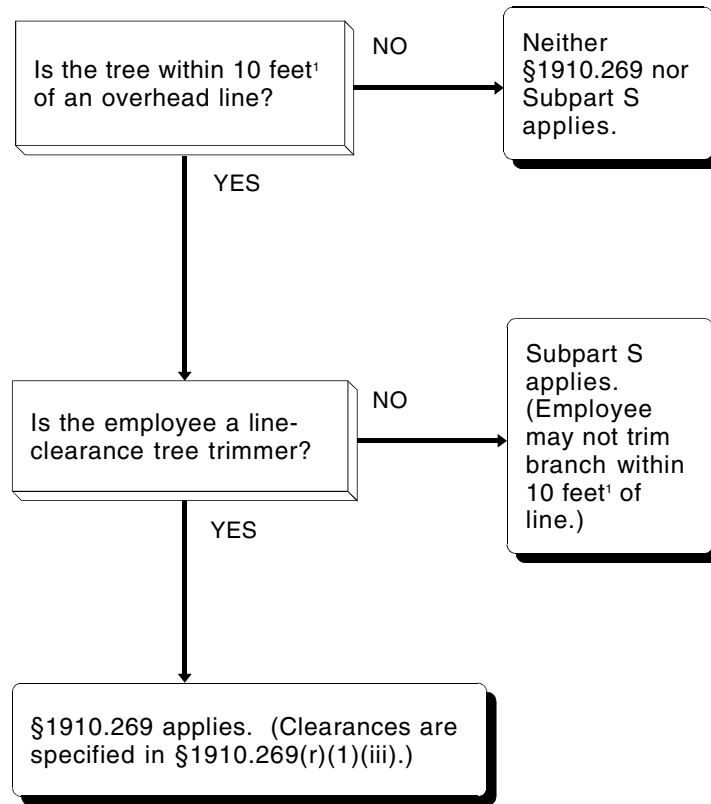 Is the tree within 10 feet¹
of an overhead line?
NO
Neither
§1910.269 nor
Subpart S
applies.
YES
Is the employee a line-
clearance tree trimmer?
NO
Subpart S
applies.
(Employee
may not trim
branch within
10 feet¹ of
line.)
YES
§1910.269 applies.  (Clearances are
specified in §1910.269(r)(1)(iii).)